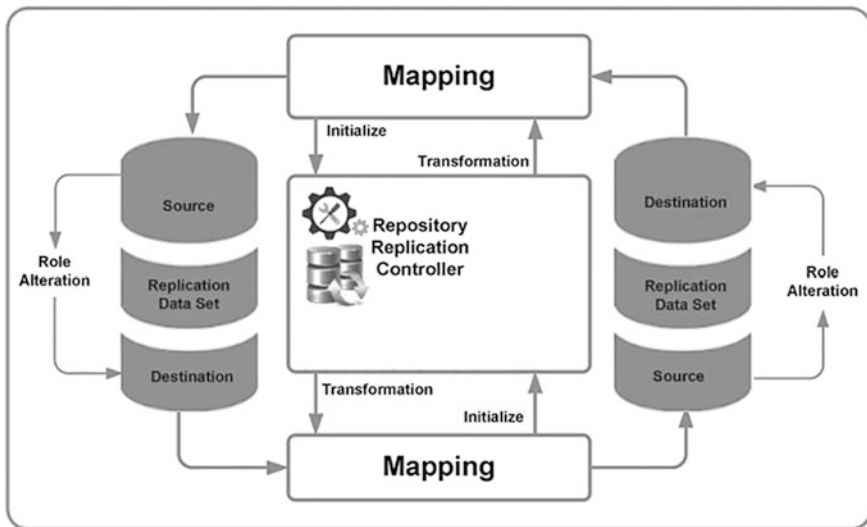 Mapping
Initialize
Transformation
Source
Role
Alteration
Replication
Data Set
Destination
Repository
Replication
Controller
Destination
Replication
Data Set
Source
Role
Alteration
Transformation
Initialize
Mapping